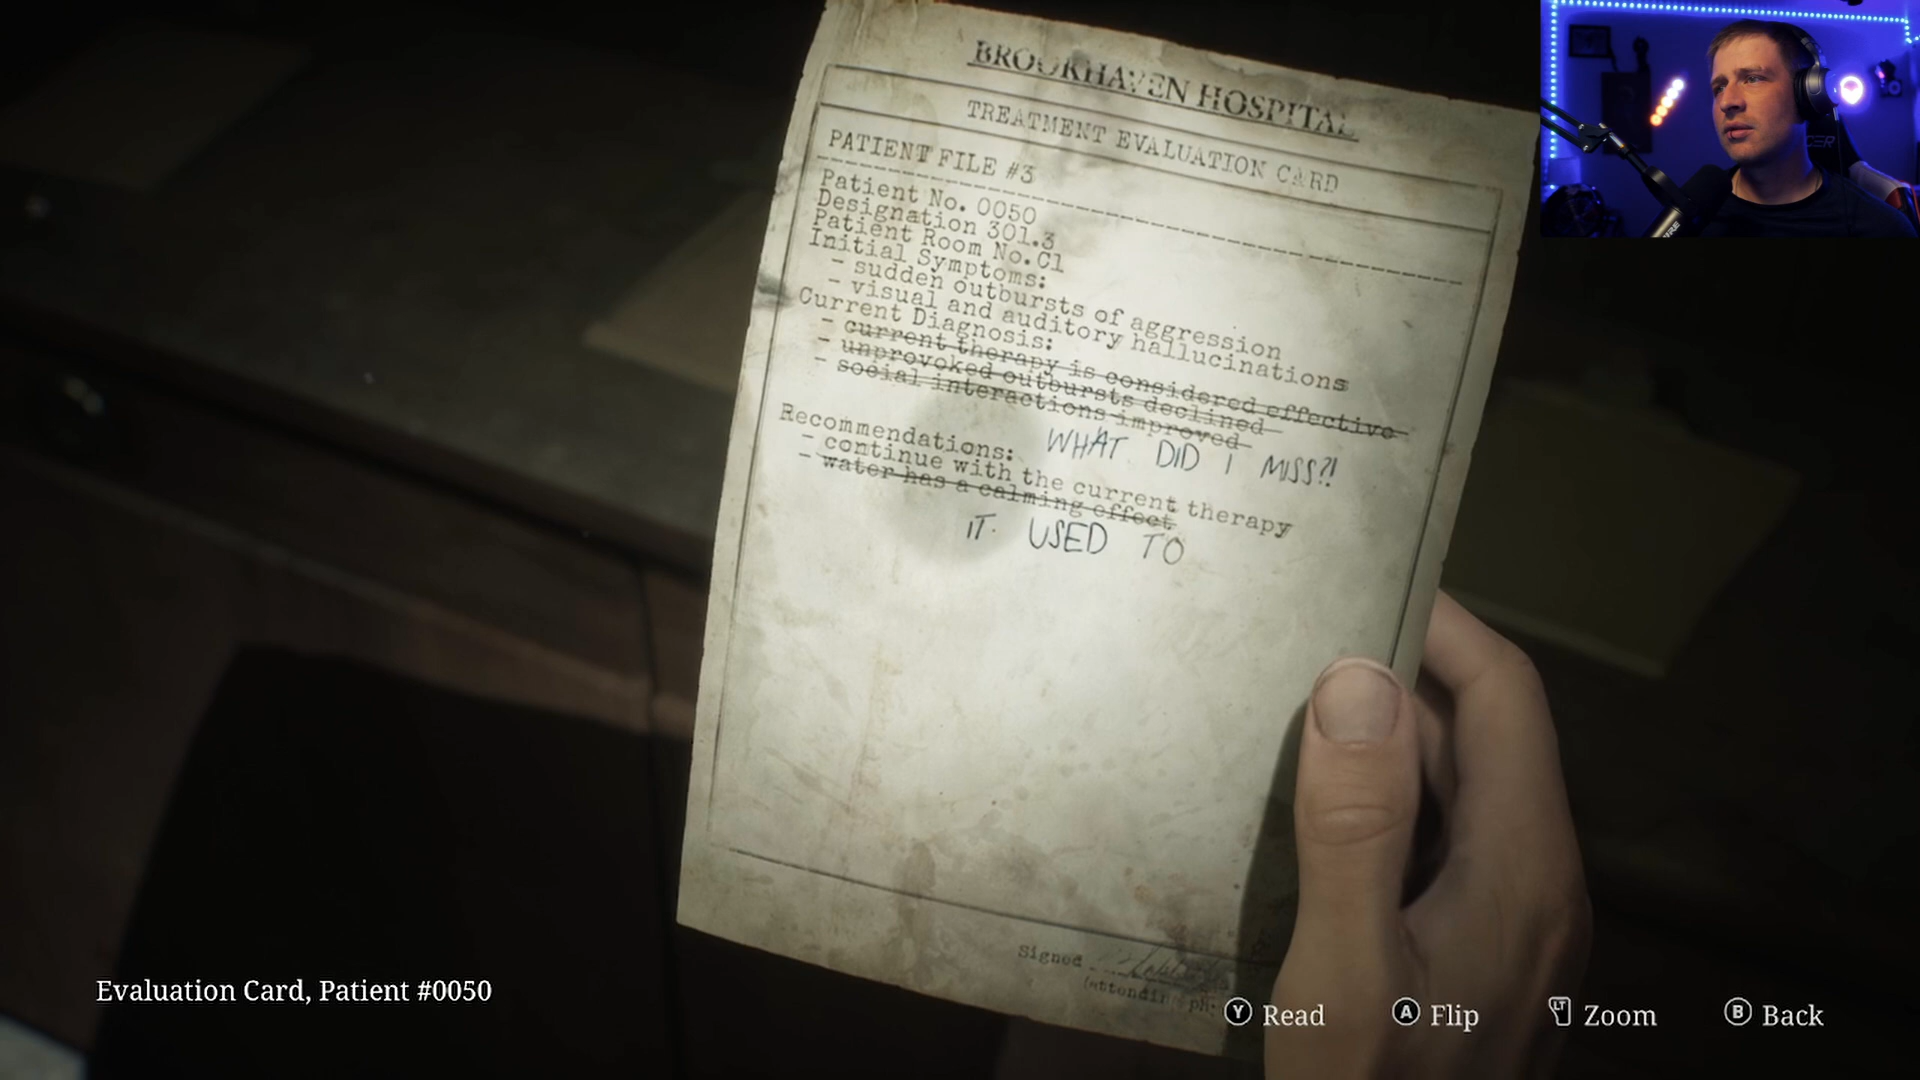 BROOKHAVEN HOSPITAL
TREATMENT EVALUATION CARD
PATIENT FILE #3
Patient No. 0050
Designation 301.3
Patient Room No. C1
Initial Symptoms:
- sudden outbursts of aggression
- visual and auditory hallucinations
Current Diagnosis:
- current therapy is considered effective
- unprovoked outbursts declined
- social interactions improved
WHAT DID I MISS?!
Recommendations:
- continue with the current therapy
- water has a calming effect
IT USED TO
Signed
Evaluation Card, Patient #0050
Y Read
A Flip
LT Zoom
B Back